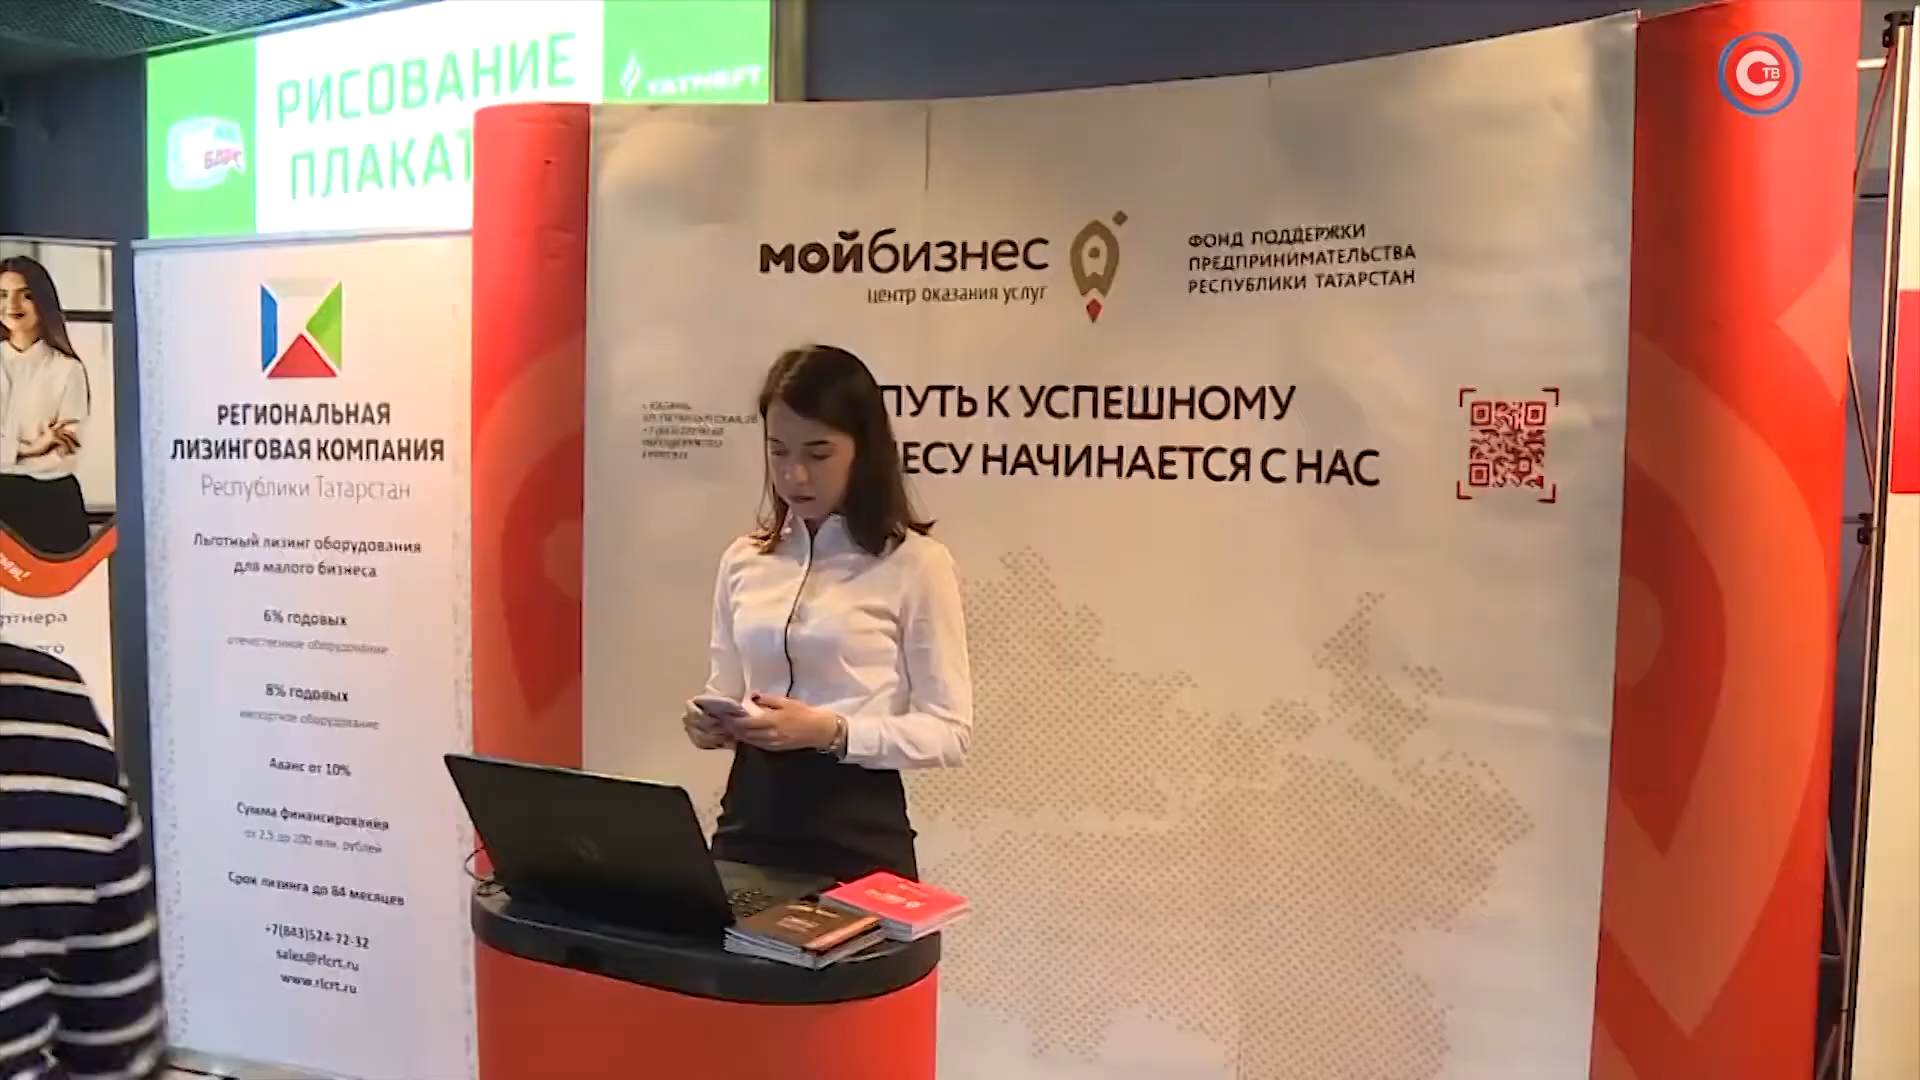 РИСОВАНИЕ
ПЛАКАТ
ТАТНЕФТ
БАРС
ТВ
РЕГИОНАЛЬНАЯ
ЛИЗИНГОВАЯ КОМПАНИЯ
Республики Татарстан
Льготный лизинг оборудования
для малого бизнеса
6% годовых
отечественное оборудование
8% годовых
импортное оборудование
Аванс от 10%
Сумма финансирования
от 2,5 до 200 млн. рублей
Срок лизинга до 84 месяцев
+7(843)524-72-32
sales@rlcrt.ru
www.rlcrt.ru
ртнера
мойбизнес
центр оказания услуг
ФОНД ПОДДЕРЖКИ
ПРЕДПРИНИМАТЕЛЬСТВА
РЕСПУБЛИКИ ТАТАРСТАН
ПУТЬ К УСПЕШНОМУ
ЕСУ НАЧИНАЕТСЯ С НАС
г. КАЗАНЬ